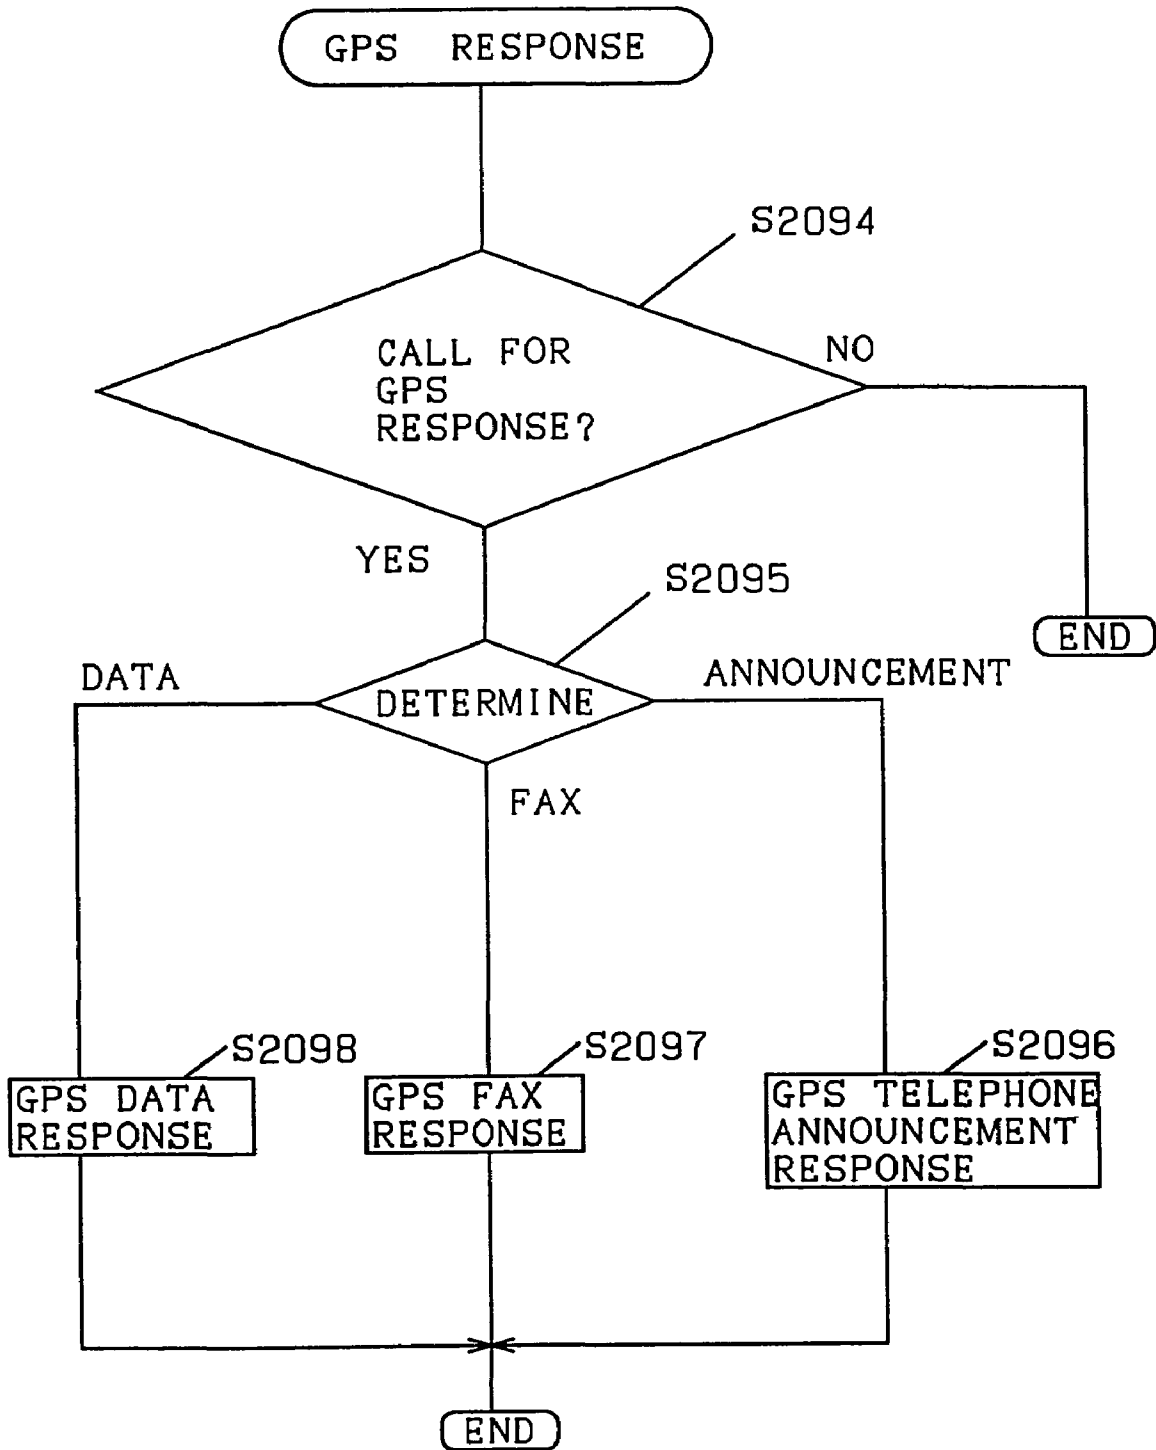 GPS RESPONSE
S2094
CALL FOR
GPS
RESPONSE?
NO
YES
S2095
END
DATA
DETERMINE
ANNOUNCEMENT
FAX
S2098
S2097
S2096
GPS DATA
RESPONSE
GPS FAX
RESPONSE
GPS TELEPHONE
ANNOUNCEMENT
RESPONSE
END